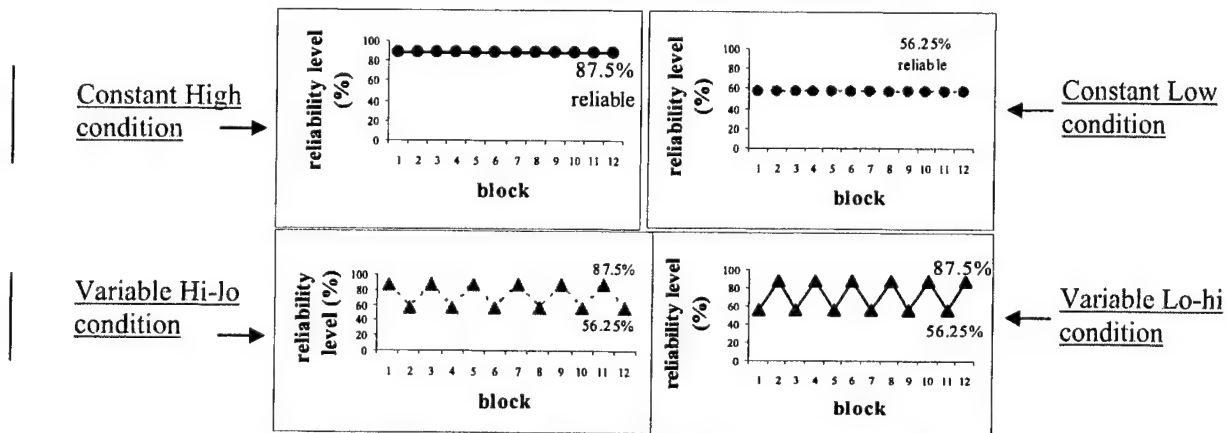 Constant High
condition
reliability level
(%)
100
80
60
40
20
0
87.5%
reliable
1 2 3 4 5 6 7 8 9 10 11 12
block
reliability level
(%)
100
80
60
40
20
0
56.25%
reliable
1 2 3 4 5 6 7 8 9 10 11 12
block
Constant Low
condition
Variable Hi-lo
condition
reliability
level (%)
100
80
60
40
20
0
87.5%
56.25%
1 2 3 4 5 6 7 8 9 10 11 12
block
reliability level
(%)
100
80
60
40
20
0
87.5%
56.25%
1 2 3 4 5 6 7 8 9 10 11 12
block
Variable Lo-hi
condition